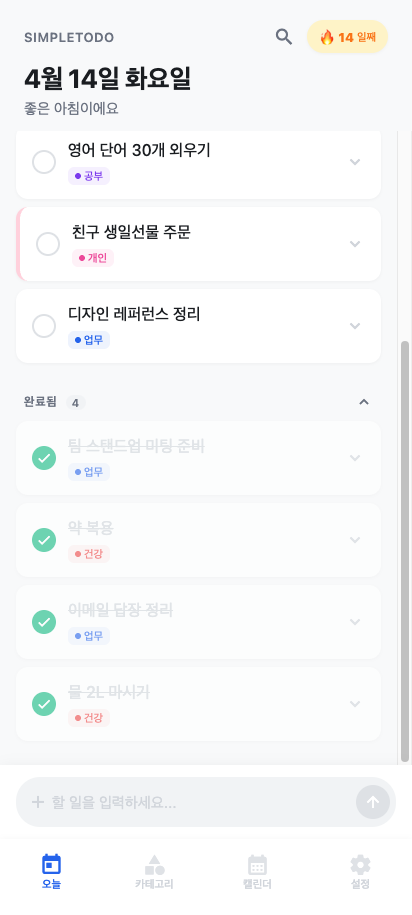 SIMPLETODO
🔥 14 일째
4월 14일 화요일
좋은 아침이에요
영어 단어 30개 외우기
공부
친구 생일선물 주문
개인
디자인 레퍼런스 정리
업무
완료됨 4
팀 스탠드업 미팅 준비
업무
약 복용
건강
이메일 답장 정리
업무
물 2L 마시기
건강
할 일을 입력하세요...
오늘 카테고리 캘린더 설정